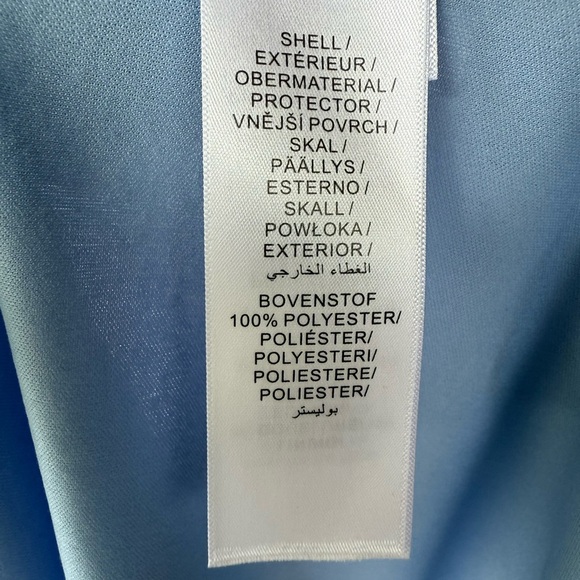 SHELL /
EXTÉRIEUR /
OBERMATERIAL /
PROTECTOR /
VNĚJŠÍ POVRCH /
SKAL /
PÄÄLLYS /
ESTERNO /
SKALL /
POWŁOKA /
EXTERIOR /
الغطاء الخارجي
BOVENSTOF
100% POLYESTER/
POLIÉSTER/
POLYESTERI/
POLIESTERE/
POLIESTER/
بوليستر